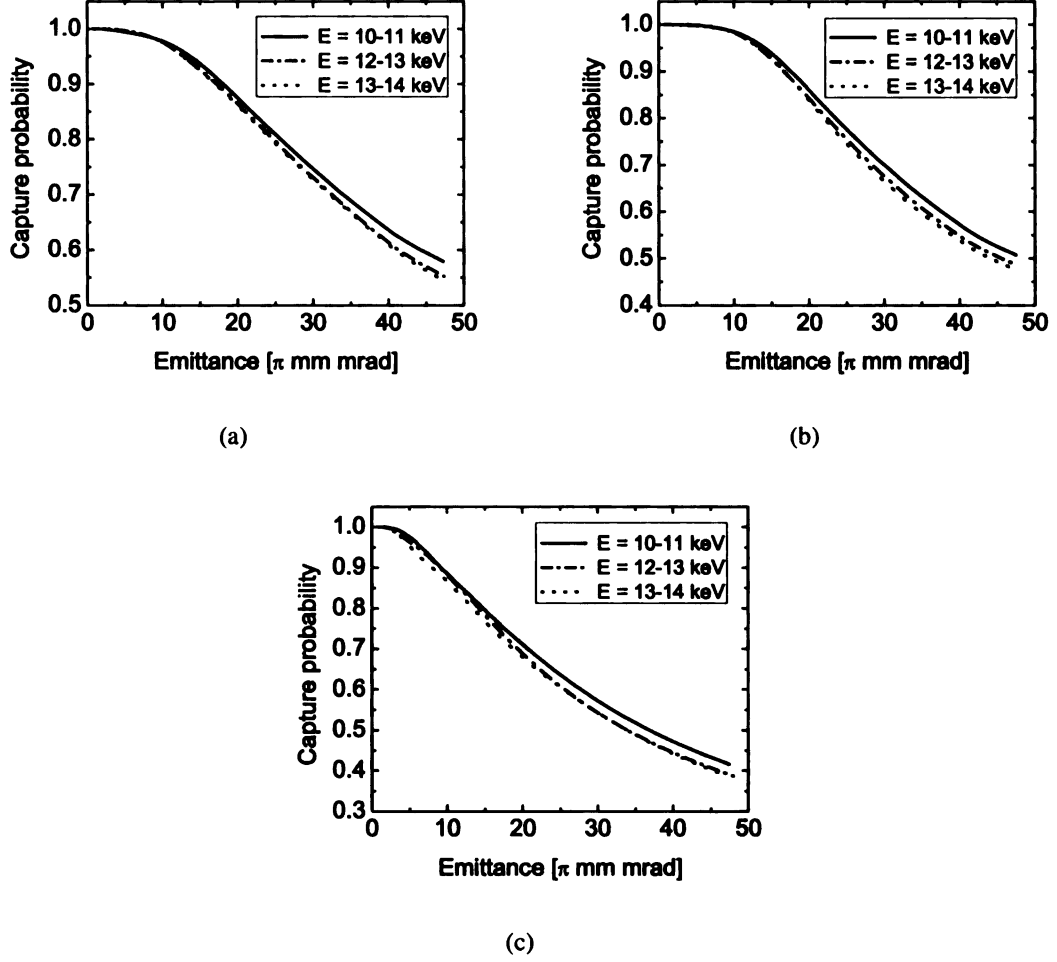 1.0
0.9
0.8
0.7
0.6
0.5
Capture probability
E = 10-11 keV
E = 12-13 keV
E = 13-14 keV
0 10 20 30 40 50
Emittance [π mm mrad]
(a)
1.0
0.9
0.8
0.7
0.6
0.5
0.4
Capture probability
E = 10-11 keV
E = 12-13 keV
E = 13-14 keV
0 10 20 30 40 50
Emittance [π mm mrad]
(b)
1.0
0.9
0.8
0.7
0.6
0.5
0.4
0.3
Capture probability
E = 10-11 keV
E = 12-13 keV
E = 13-14 keV
0 10 20 30 40 50
Emittance [π mm mrad]
(c)